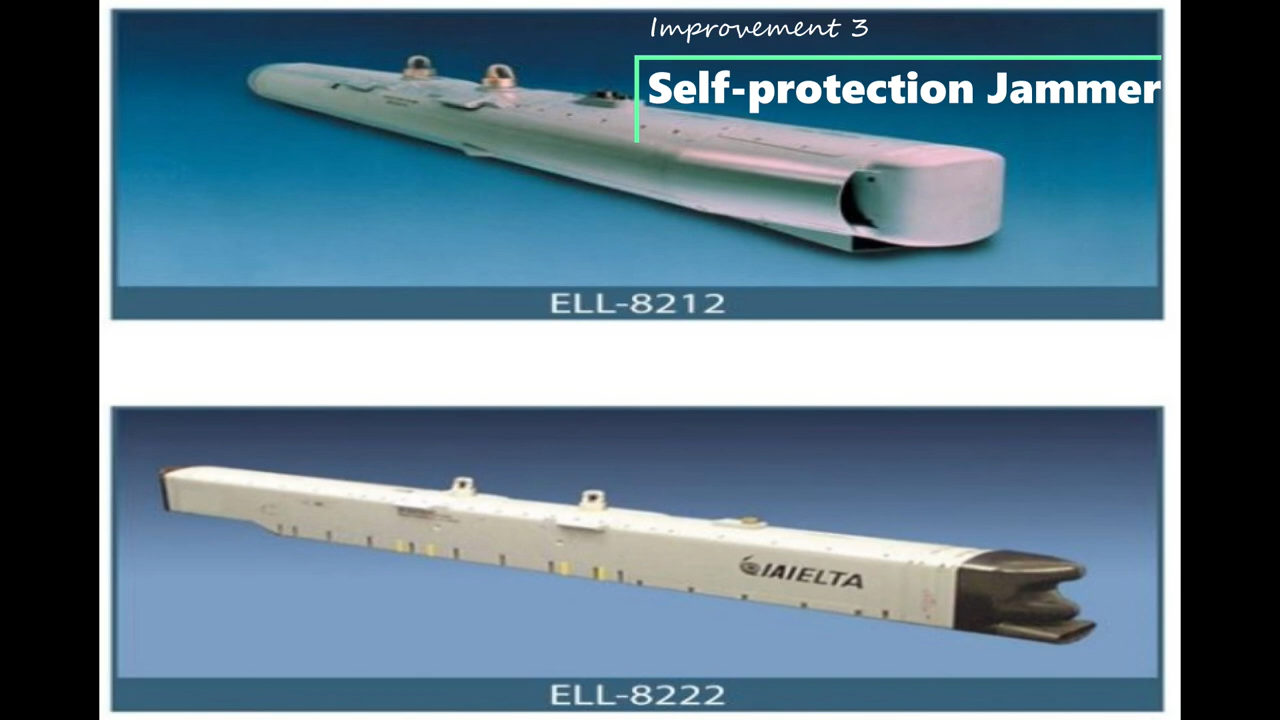 Improvement 3
Self-protection Jammer
ELL-8212
IAI ELTA
ELL-8222